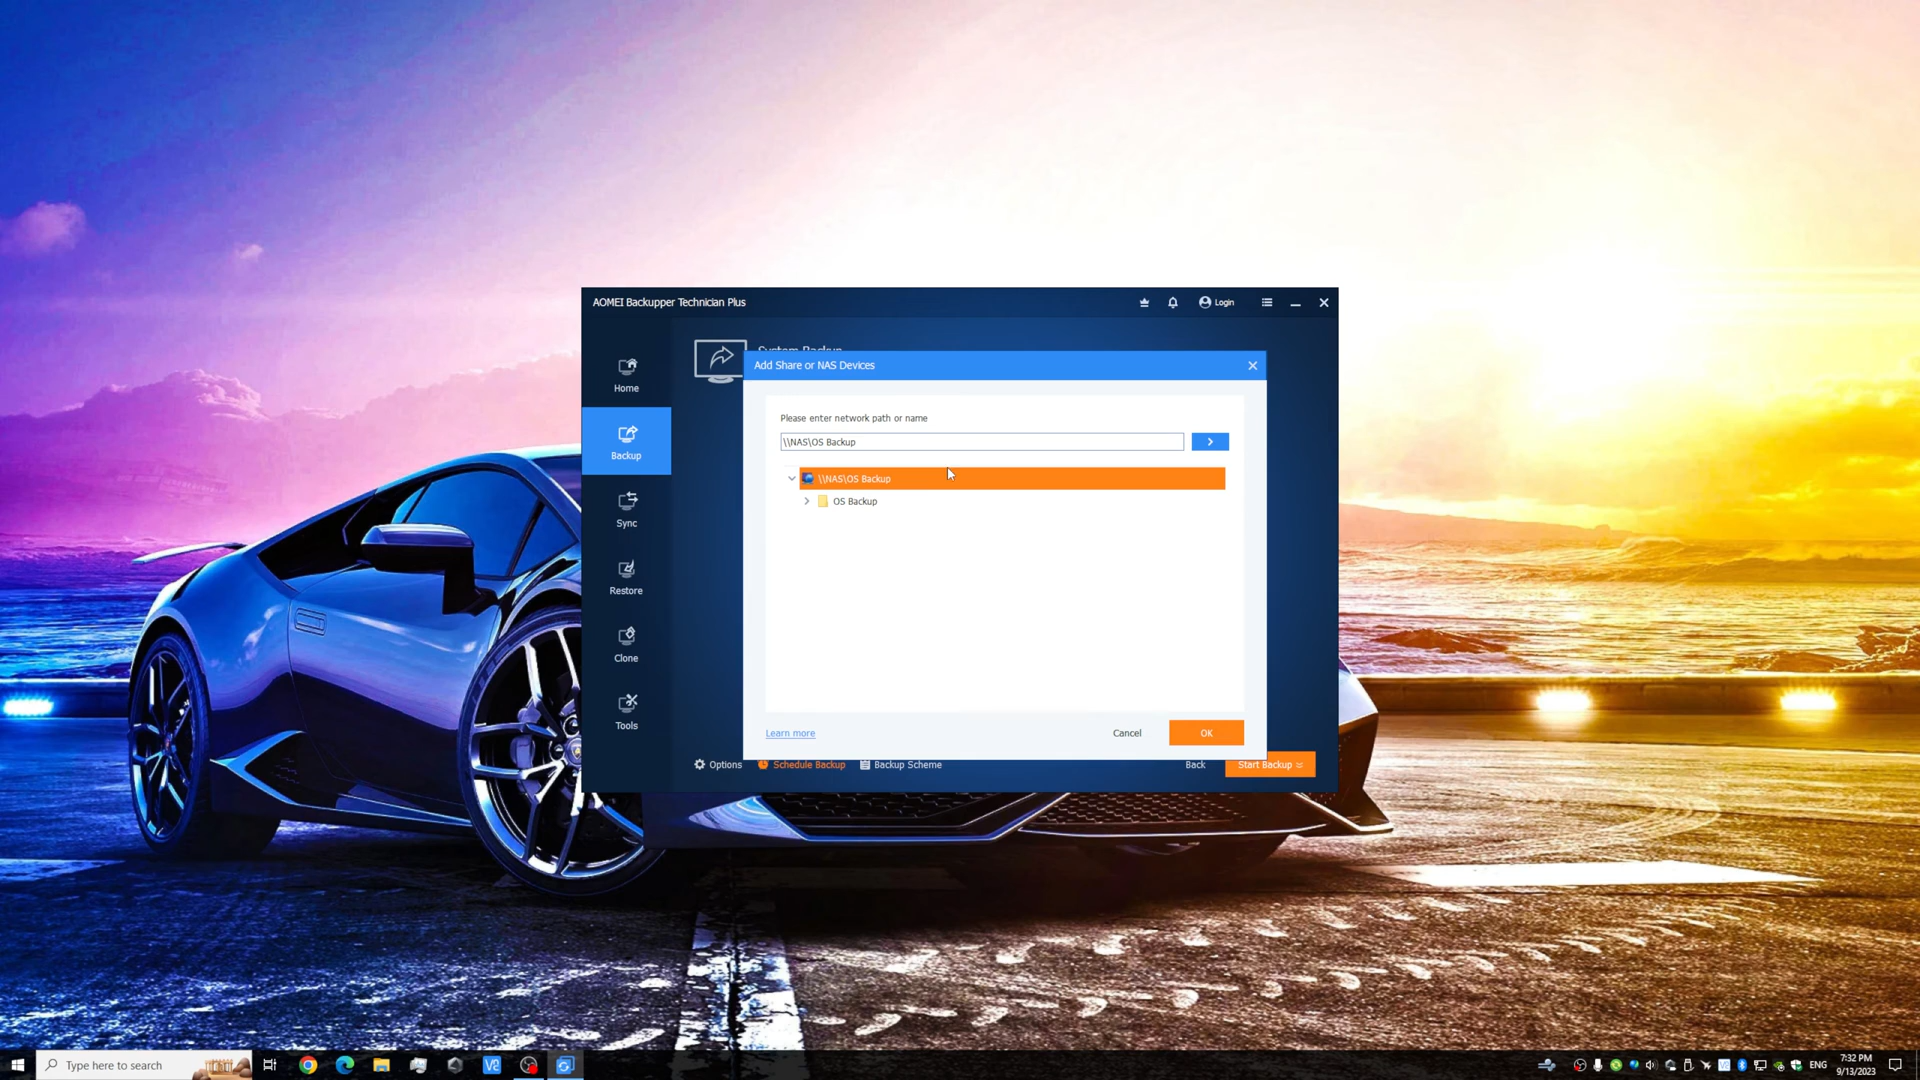 AOMEI Backupper Technician Plus
Login
Home
Backup
Sync
Restore
Clone
Tools
System Backup
Add Share or NAS Devices
Please enter network path or name
\\NAS\OS Backup
\\NAS\OS Backup
OS Backup
Learn more
Cancel
OK
Options
Schedule Backup
Backup Scheme
Back
Start Backup
Type here to search
ENG
7:32 PM
9/13/2023